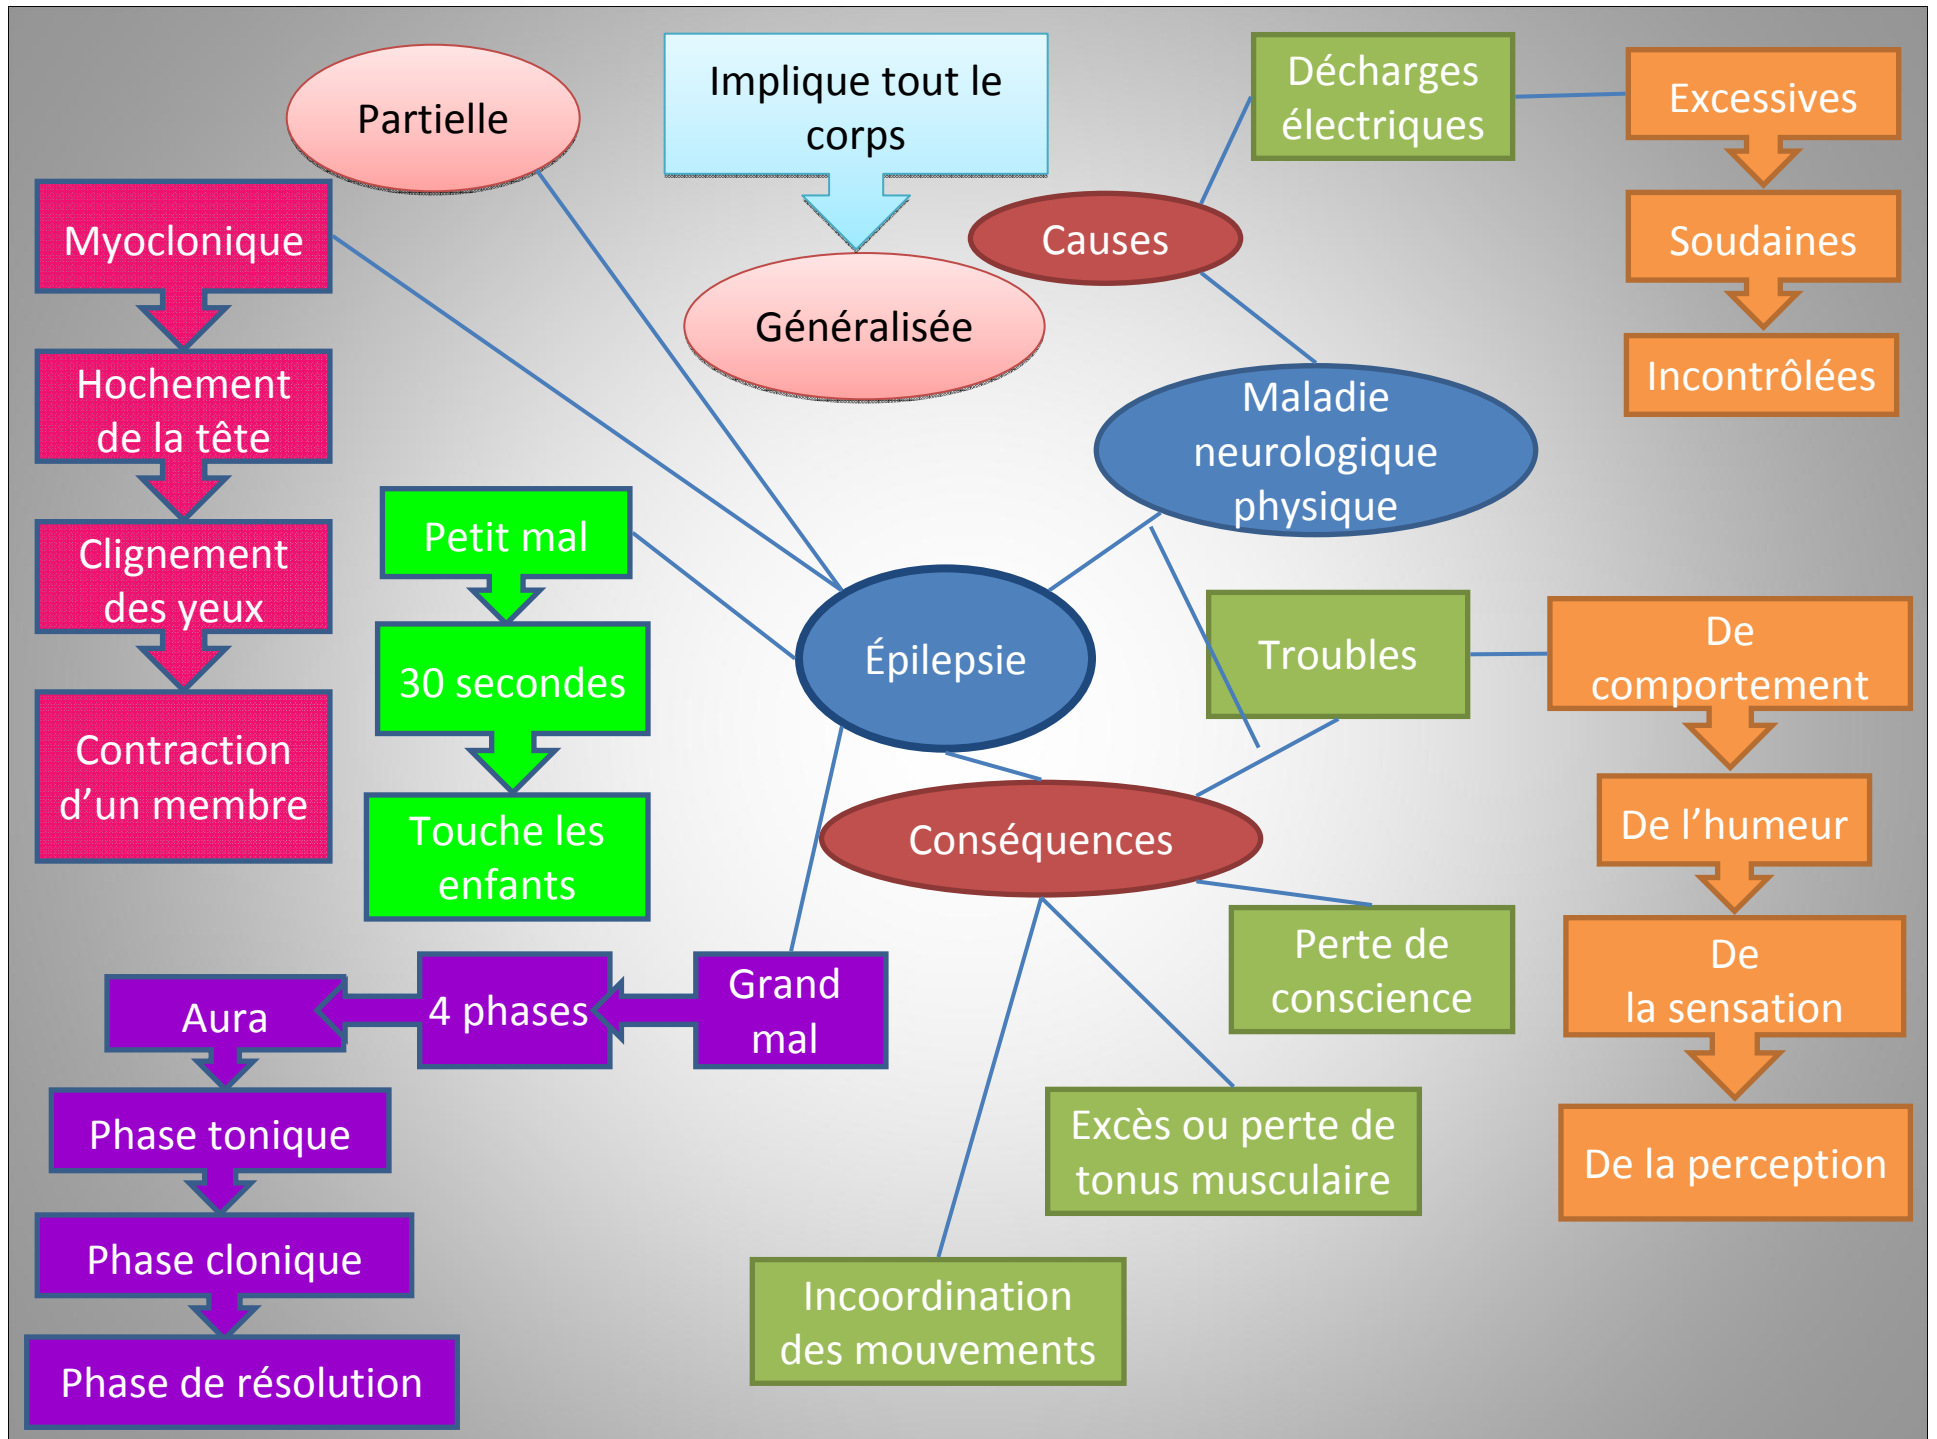 Partielle
Implique tout le
corps
Généralisée
Causes
Décharges
électriques
Excessives
Soudaines
Incontrôlées
Maladie
neurologique
physique
Myoclonique
Hochement
de la tête
Clignement
des yeux
Contraction
d’un membre
Petit mal
30 secondes
Touche les
enfants
Épilepsie
Troubles
De
comportement
De l’humeur
De
la sensation
De la perception
Conséquences
Perte de
conscience
Excès ou perte de
tonus musculaire
Incoordination
des mouvements
Grand
mal
4 phases
Aura
Phase tonique
Phase clonique
Phase de résolution